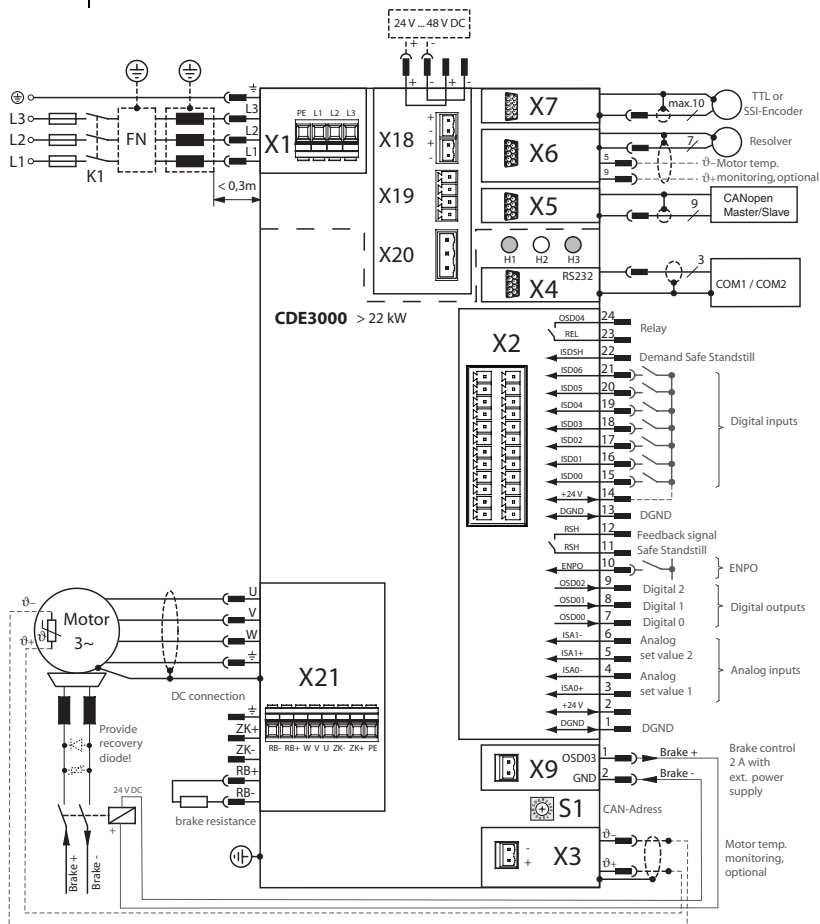 24 V ... 48 V DC
+ -
+ - + -
L3
L2
L1
K1
FN
< 0,3m
L3
L2
L1
X1
PE L1 L2 L3
X18
+
-
+
-
X19
X20
X7
max.10
TTL or
SSI-Encoder
X6
7
Resolver
5
ϑ- Motor temp.
9
ϑ+ monitoring, optional
X5
9
CANopen
Master/Slave
H1 H2 H3
X4
RS232
3
COM1 / COM2
CDE3000 > 22 kW
X2
OSD04 24
REL 23
Relay
ISDSH 22 Demand Safe Standstill
ISD06 21
ISD05 20
ISD04 19
ISD03 18
ISD02 17
ISD01 16
ISD00 15
Digital inputs
+24 V 14
DGND 13 DGND
RSH 12 Feedback signal
RSH 11 Safe Standstill
ENPO 10 ENPO
OSD02 9 Digital 2
OSD01 8 Digital 1
OSD00 7 Digital 0
Digital outputs
ISA1- 6 Analog
ISA1+ 5 set value 2
ISA0- 4 Analog
ISA0+ 3 set value 1
Analog inputs
+24 V 2
DGND 1 DGND
ϑ-
ϑ+
ϑ
Motor
3~
U
V
W
DC connection
ZK+
ZK-
RB+
RB-
brake resistance
X21
RB- RB+ W V U ZK- ZK+ PE
Provide
recovery
diode!
24 V DC
+
Brake +
Brake -
X9
OSD03 1 Brake +
GND 2 Brake -
Brake control
2 A with
ext. power
supply
S1 CAN-Adress
X3
-
+
ϑ-
ϑ+
Motor temp.
monitoring,
optional